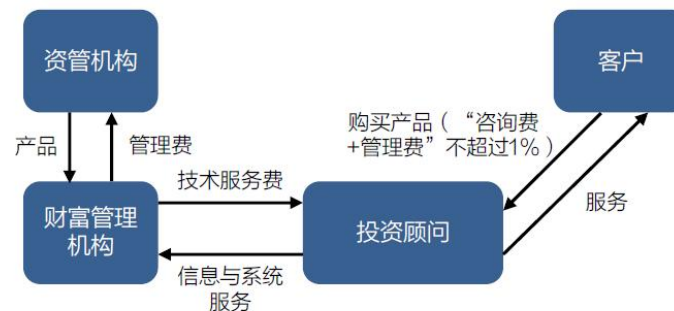 资管机构
客户
产品
管理费
购买产品（“咨询费
+管理费”不超过1%）
技术服务费
服务
财富管理
机构
投资顾问
信息与系统
服务